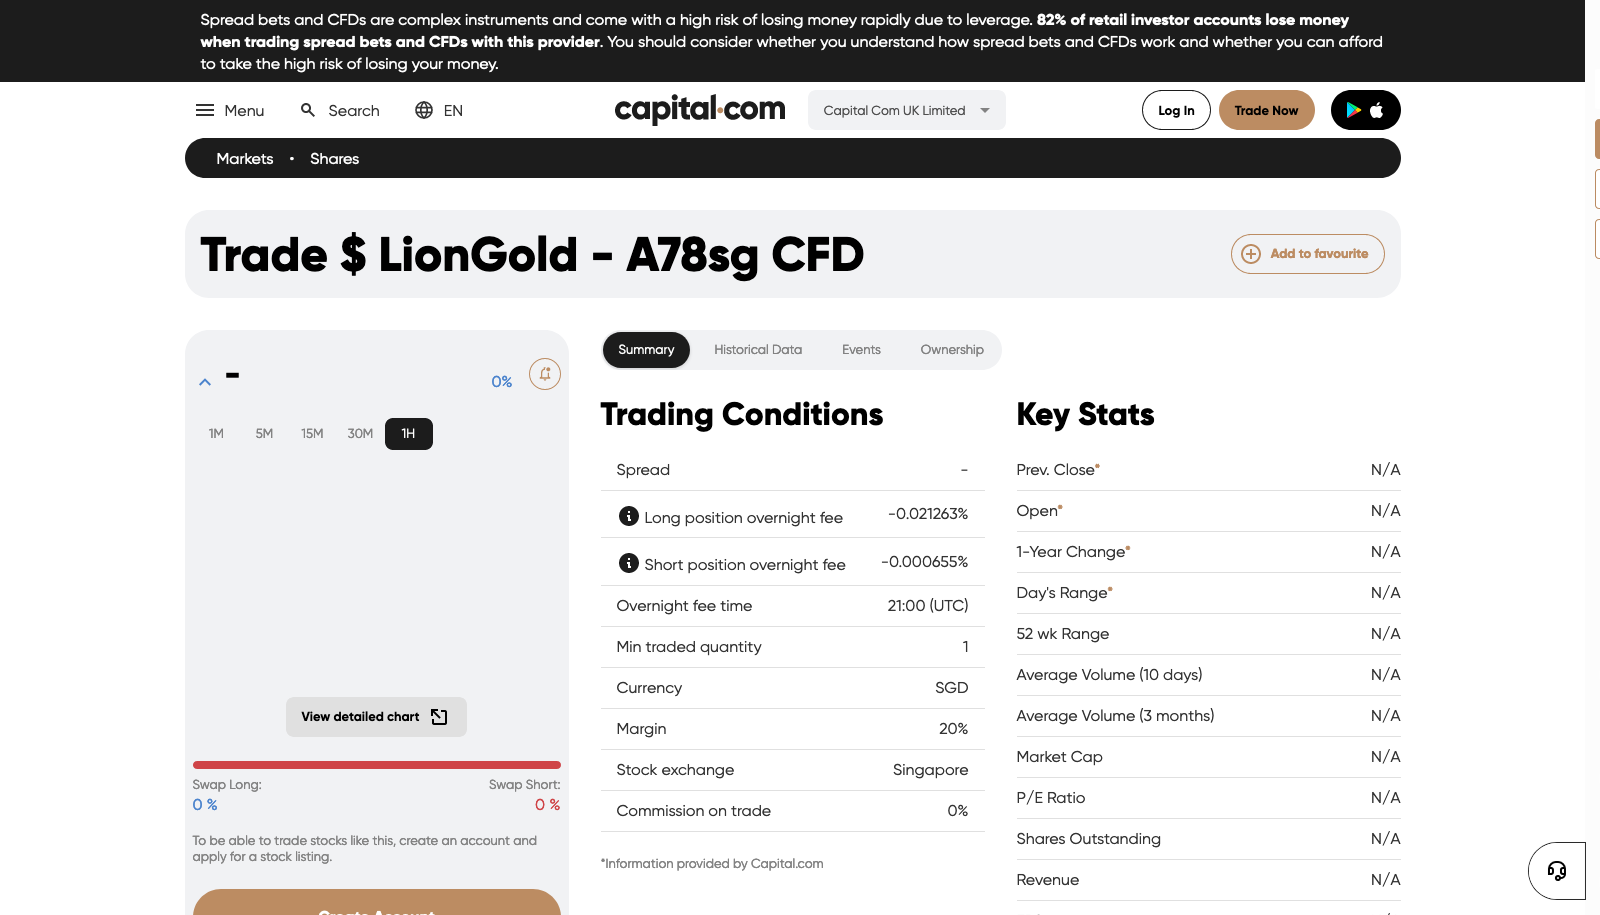 Spread bets and CFDs are complex instruments and come with a high risk of losing money rapidly due to leverage. 82% of retail investor accounts lose money
when trading spread bets and CFDs with this provider. You should consider whether you understand how spread bets and CFDs work and whether you can afford
to take the high risk of losing your money.
Menu Search EN capital.com Capital Com UK Limited Log In Trade Now
Markets • Shares
Trade $ LionGold - A78sg CFD Add to favourite
- 0%
1M 5M 15M 30M 1H
View detailed chart
Swap Long: Swap Short:
0 % 0 %
To be able to trade stocks like this, create an account and
apply for a stock listing.
Create Account
Summary Historical Data Events Ownership
Trading Conditions
Spread -
Long position overnight fee -0.021263%
Short position overnight fee -0.000655%
Overnight fee time 21:00 (UTC)
Min traded quantity 1
Currency SGD
Margin 20%
Stock exchange Singapore
Commission on trade 0%
*Information provided by Capital.com
Key Stats
Prev. Close* N/A
Open* N/A
1-Year Change* N/A
Day's Range* N/A
52 wk Range N/A
Average Volume (10 days) N/A
Average Volume (3 months) N/A
Market Cap N/A
P/E Ratio N/A
Shares Outstanding N/A
Revenue N/A